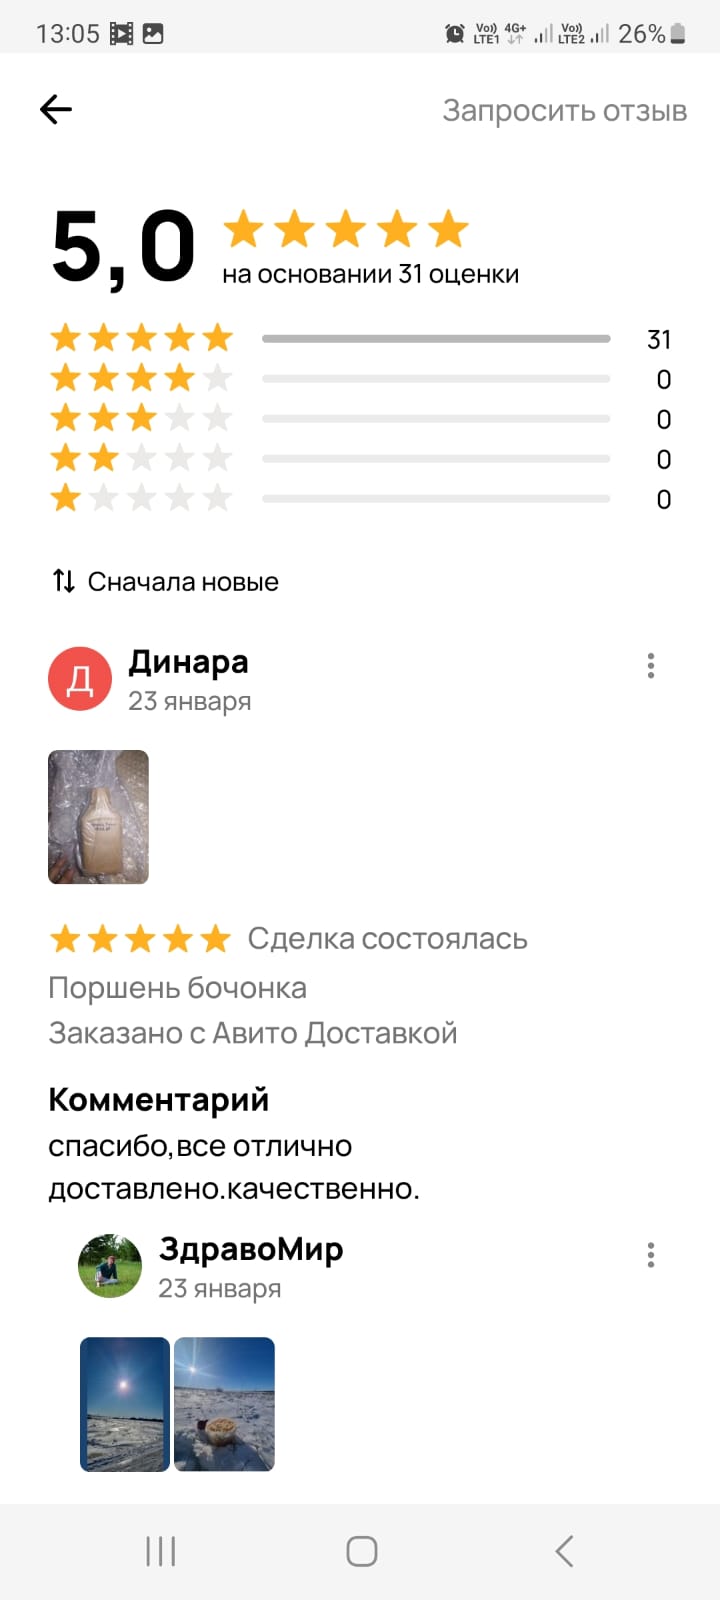 13:05
Vo)) LTE1 4G+ Vo)) LTE2 26%
Запросить отзыв
5,0
на основании 31 оценки
31
0
0
0
0
Сначала новые
Д
Динара
23 января
Сделка состоялась
Поршень бочонка
Заказано с Авито Доставкой
Комментарий
спасибо,все отлично
доставлено.качественно.
ЗдравоМир
23 января